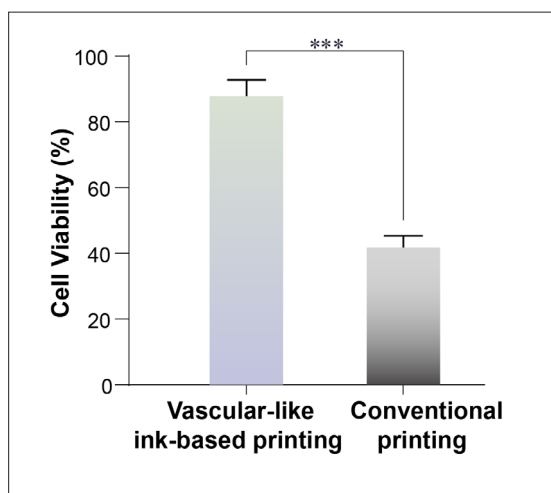 ***
100
80
60
40
20
0
Cell Viability (%)
Vascular-like
ink-based printing
Conventional
printing